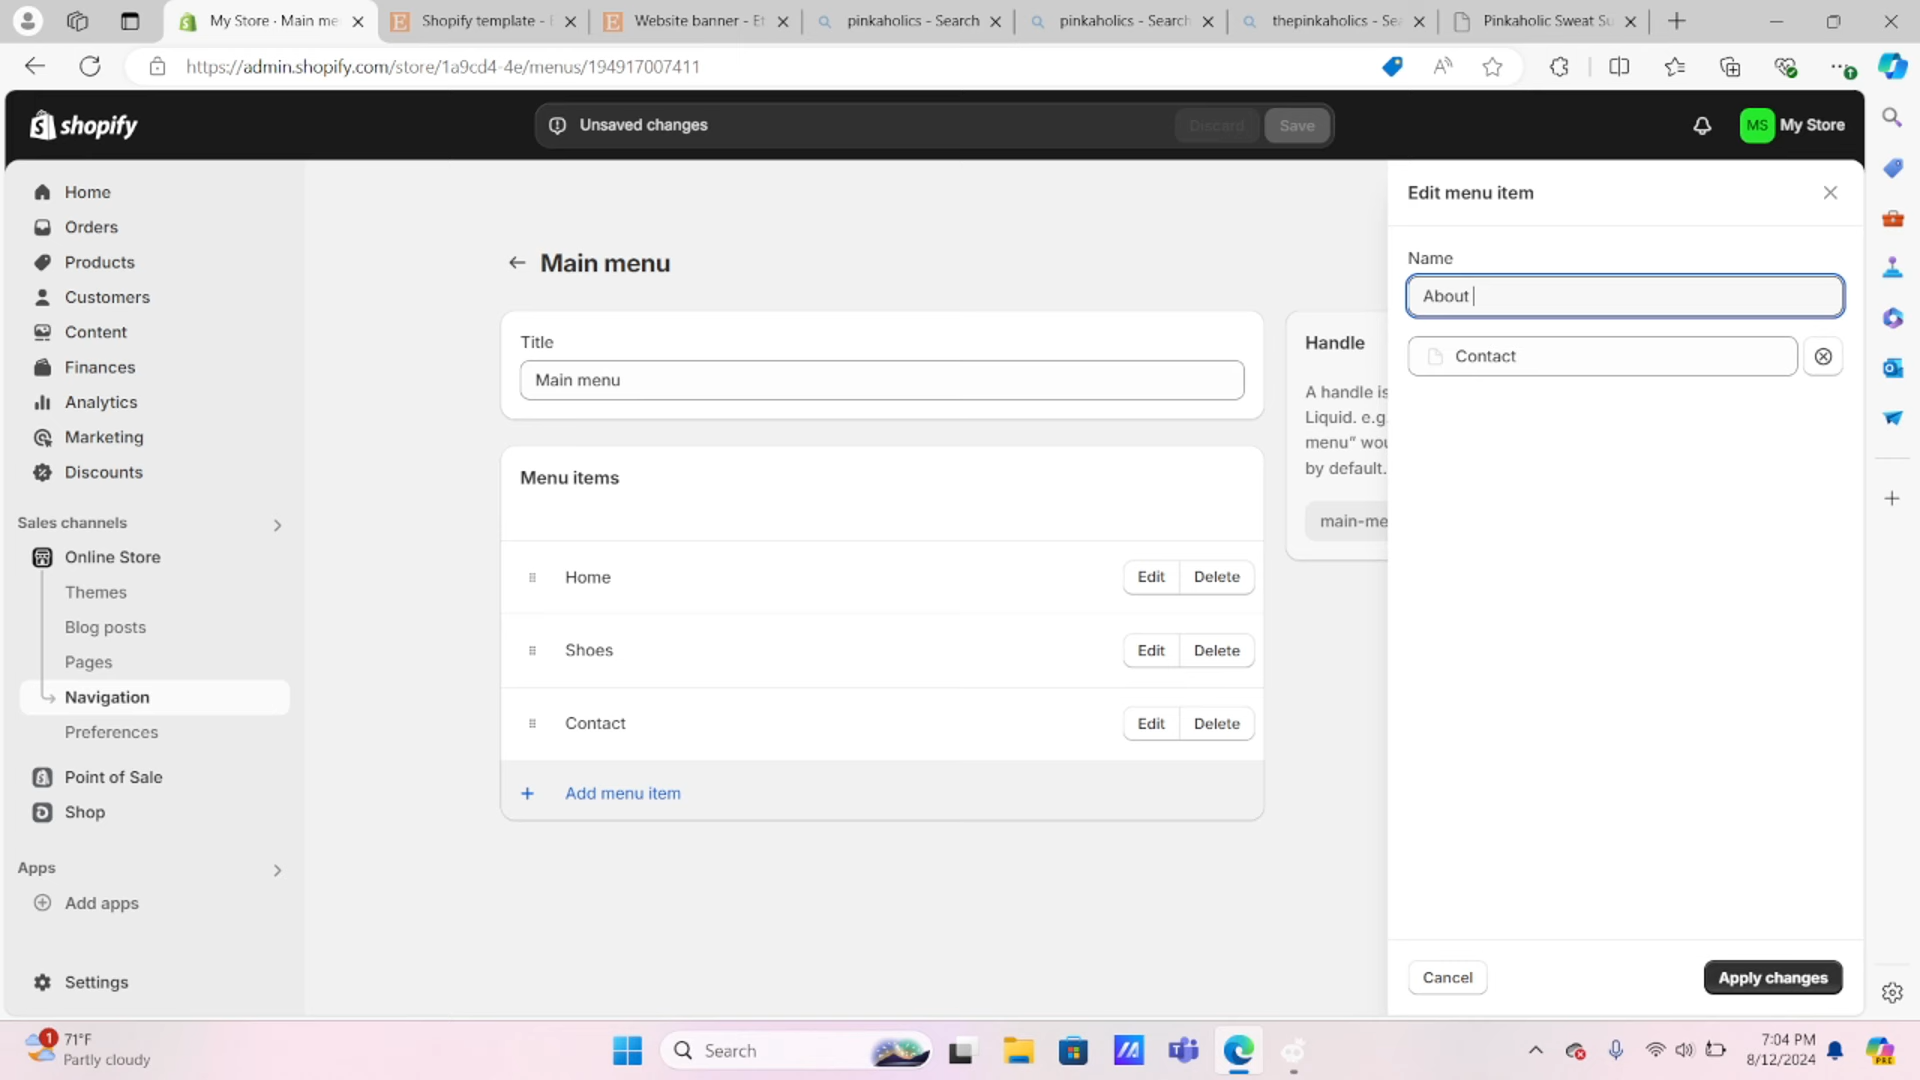 My Store · Main me
Shopify template - E
Website banner - Et
pinkaholics - Search
pinkaholics - Search
thepinkaholics - Sea
Pinkaholic Sweat Su
https://admin.shopify.com/store/1a9cd4-4e/menus/194917007411
shopify
Unsaved changes
Discard
Save
MS
My Store
Home
Orders
Products
Customers
Content
Finances
Analytics
Marketing
Discounts
Sales channels
Online Store
Themes
Blog posts
Pages
Navigation
Preferences
Point of Sale
Shop
Apps
Add apps
Settings
Main menu
Title
Main menu
Menu items
Home
Edit
Delete
Shoes
Edit
Delete
Contact
Edit
Delete
+ Add menu item
Handle
A handle is
Liquid. e.g.
menu" wou
by default.
main-me
Edit menu item
Name
About
Contact
Cancel
Apply changes
1
71°F
Partly cloudy
Search
7:04 PM
8/12/2024
PRE